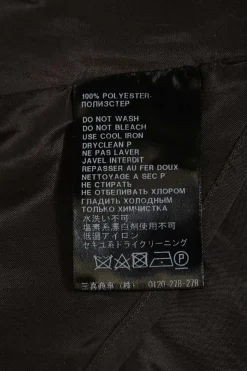 100% POLYESTER
ПОЛИЭСТЕР
DO NOT WASH
DO NOT BLEACH
USE COOL IRON
DRYCLEAN P
NE PAS LAVER
JAVEL INTERDIT
REPASSER AU FER DOUX
NETTOYAGE A SEC P
НЕ СТИРАТЬ
НЕ ОТБЕЛИВАТЬ ХЛОРОМ
ГЛАДИТЬ ХОЛОДНЫМ
ТОЛЬКО ХИМЧИСТКА
水洗い不可
塩素系漂白剤使用不可
低温アイロン
セキユ系ドライクリーニング
P
三喜商事(株) 0120-278-278